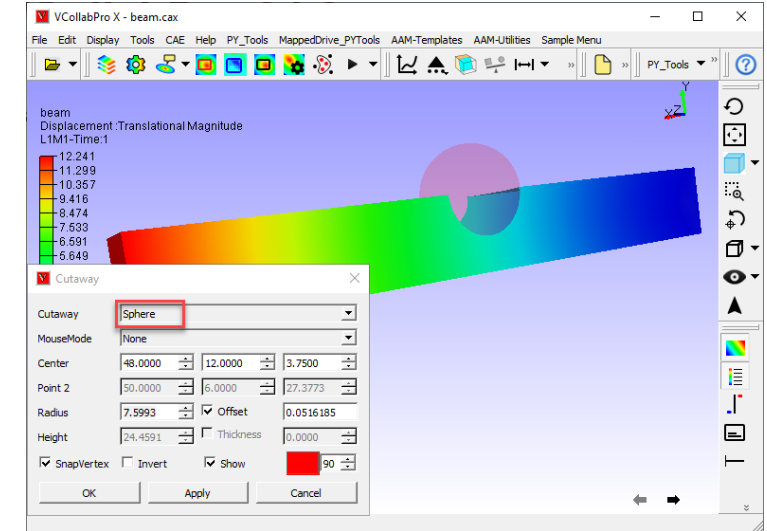 VCollabPro X - beam.cax
File Edit Display Tools CAE Help PY_Tools MappedDrive_PYTools AAM-Templates AAM-Utilities Sample Menu
» » PY_Tools » ?
Y
beam
xZ
Displacement :Translational Magnitude
L1M1-Time:1
12.241
11.299
10.357
9.416
8.474
7.533
6.591
5.649
V Cutaway
Cutaway Sphere
MouseMode None
Center 48.0000 12.0000 3.7500
Point 2 50.0000 6.0000 27.3773
Radius 7.5993 Offset 0.0516185
Height 24.4591 Thickness 0.0000
SnapVertex Invert Show 90
OK Apply Cancel